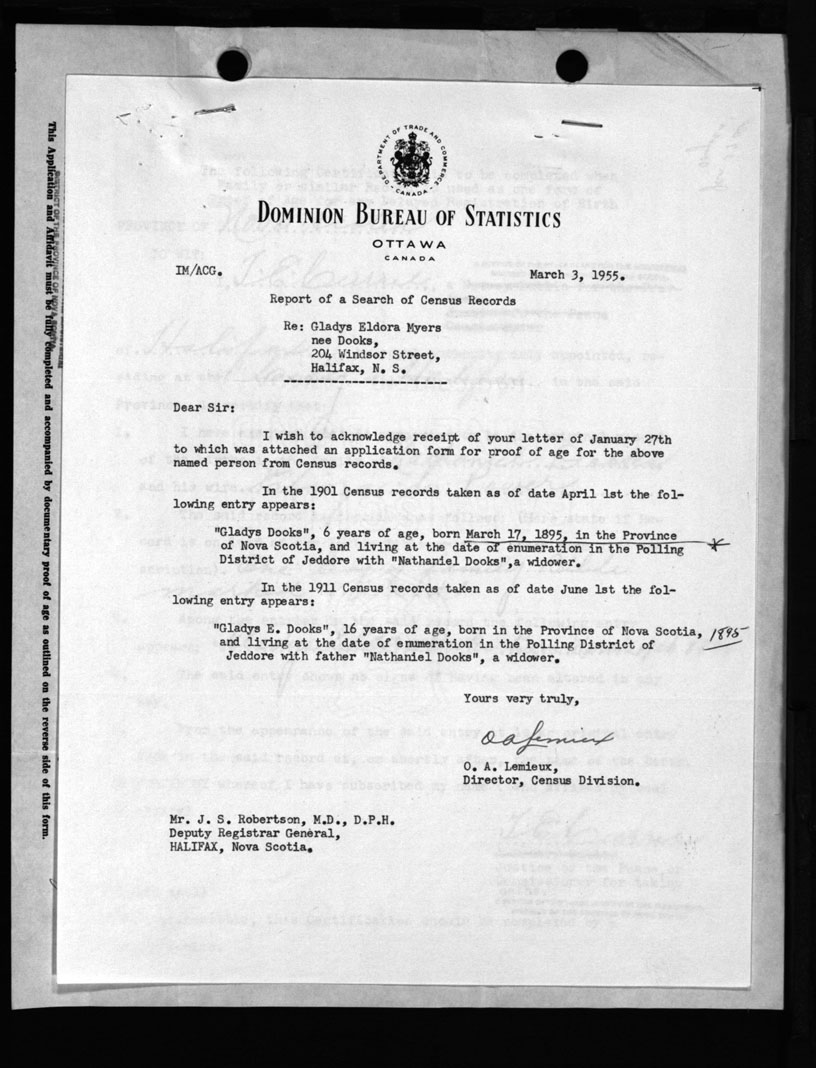 DEPARTMENT OF TRADE AND COMMERCE
CANADA
DOMINION BUREAU OF STATISTICS
OTTAWA
CANADA
IM/ACG.
March 3, 1955.
Report of a Search of Census Records
Re: Gladys Eldora Myers
nee Dooks,
204 Windsor Street,
Halifax, N. S.
Dear Sir:
I wish to acknowledge receipt of your letter of January 27th
to which was attached an application form for proof of age for the above
named person from Census records.
In the 1901 Census records taken as of date April 1st the fol-
lowing entry appears:
"Gladys Dooks", 6 years of age, born March 17, 1895, in the Province
of Nova Scotia, and living at the date of enumeration in the Polling
District of Jeddore with "Nathaniel Dooks",a widower.
In the 1911 Census records taken as of date June 1st the fol-
lowing entry appears:
"Gladys E. Dooks", 16 years of age, born in the Province of Nova Scotia, 1895
and living at the date of enumeration in the Polling District of
Jeddore with father "Nathaniel Dooks", a widower.
Yours very truly,
O A Lemieux
O. A. Lemieux,
Director, Census Division.
Mr. J. S. Robertson, M.D., D.P.H.
Deputy Registrar General,
HALIFAX, Nova Scotia.
This Application and Affidavit must be fully completed and accompanied by documentary proof of age as outlined on the reverse side of this form.